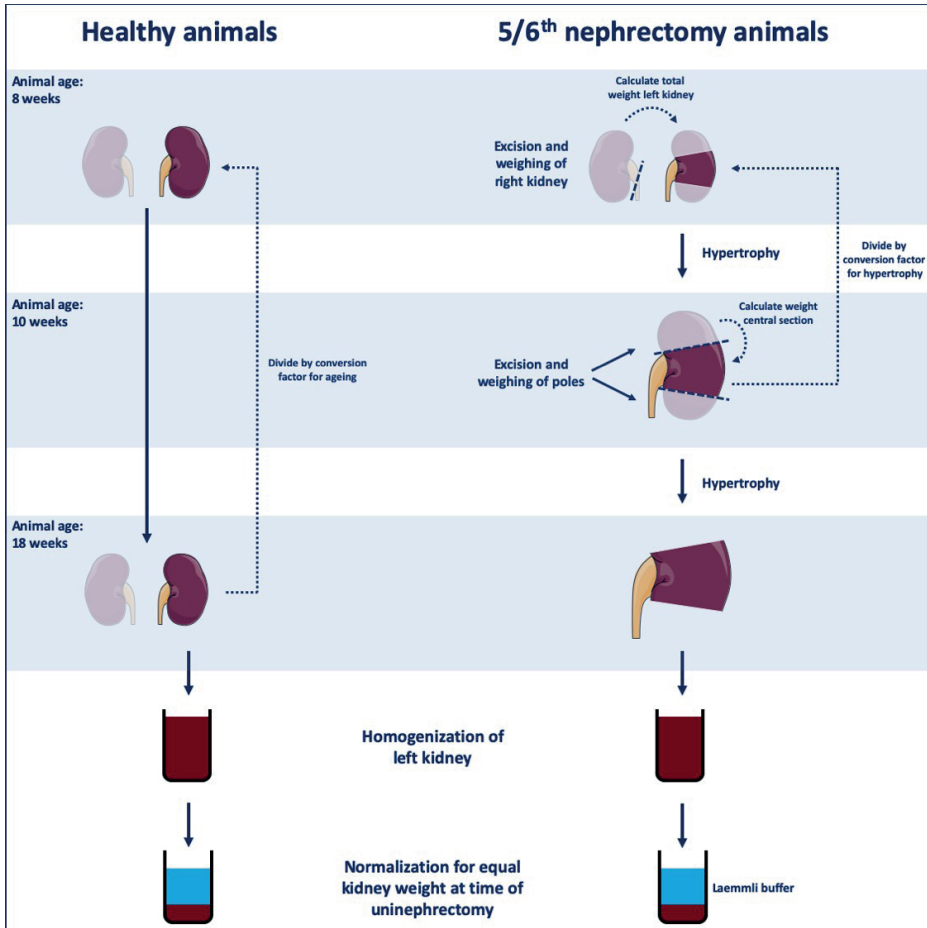 Healthy animals
5/6th nephrectomy animals
Animal age:
8 weeks
Calculate total
weight left kidney
Excision and
weighing of
right kidney
Hypertrophy
Divide by
conversion factor
for hypertrophy
Animal age:
10 weeks
Calculate weight
central section
Divide by conversion
factor for ageing
Excision and
weighing of poles
Hypertrophy
Animal age:
18 weeks
Homogenization of
left kidney
Normalization for equal
kidney weight at time of
uninephrectomy
Laemmli buffer